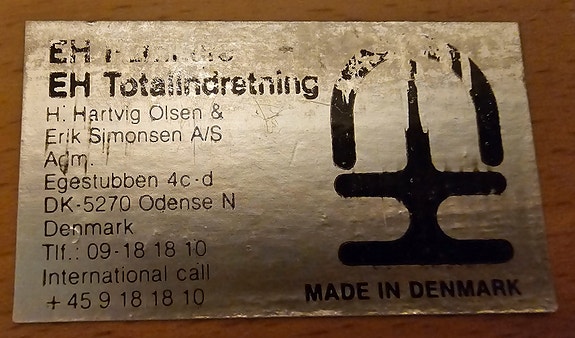 EH
EH Totalindretning
H. Hartvig Olsen &
Erik Simonsen A/S
Adm.
Egestubben 4c-d
DK-5270 Odense N
Denmark
Tlf.: 09-18 18 10
International call
+45 9 18 18 10
MADE IN DENMARK